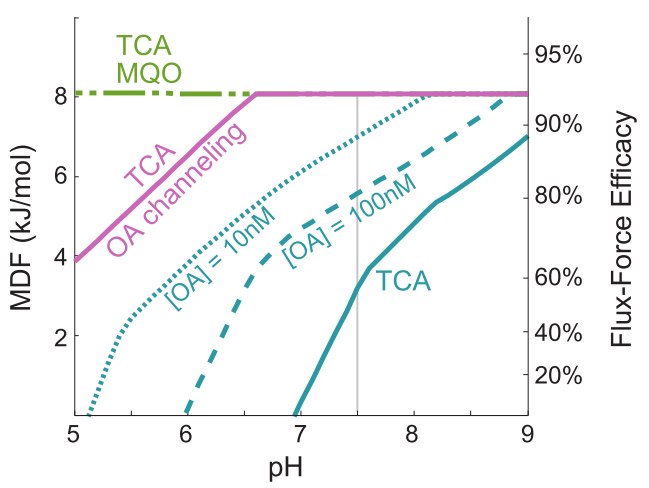 TCA
MQO
95%
8
90%
TCA
OA channeling
6
80%
[OA] = 10nM
[OA] = 100nM
4
60%
TCA
2
40%
20%
MDF (kJ/mol)
Flux-Force Efficacy
5
6
7
8
9
pH